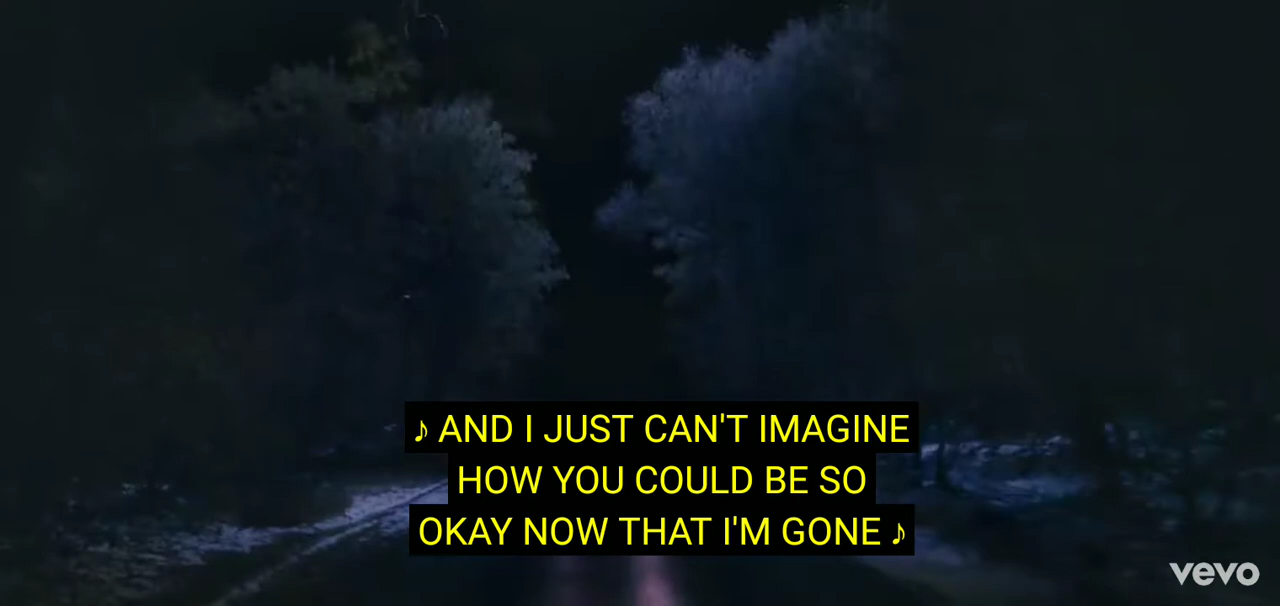 ♪ AND I JUST CAN'T IMAGINE
HOW YOU COULD BE SO
OKAY NOW THAT I'M GONE ♪
vevo